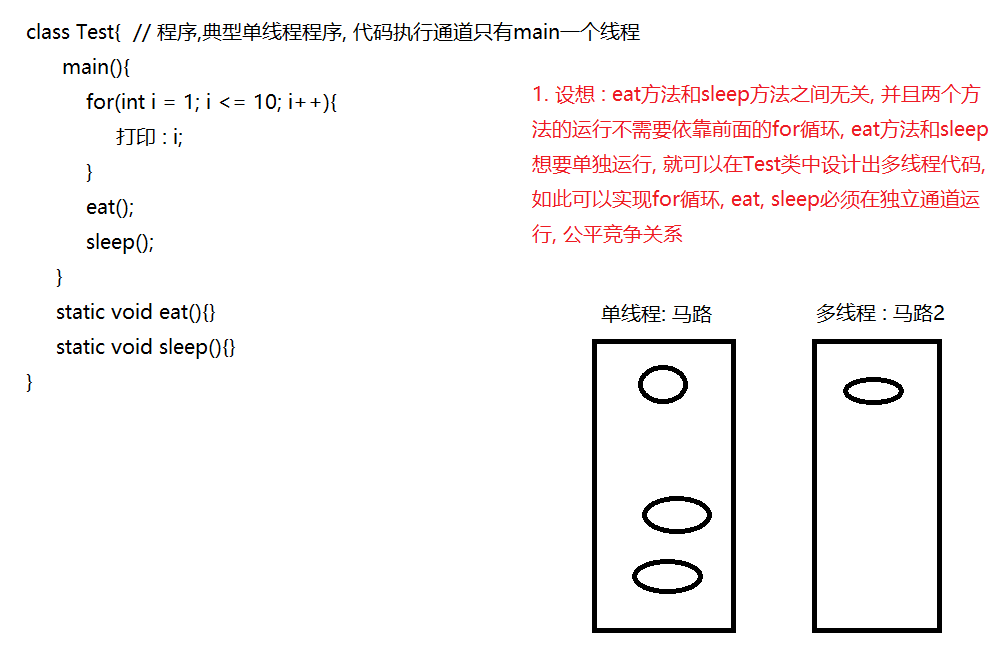 class Test{  // 程序,典型单线程程序, 代码执行通道只有main一个线程
main(){
for(int i = 1; i <= 10; i++){
打印 : i;
}
eat();
sleep();
}
static void eat(){}
static void sleep(){}
}
1. 设想 : eat方法和sleep方法之间无关, 并且两个方
法的运行不需要依靠前面的for循环, eat方法和sleep
想要单独运行, 就可以在Test类中设计出多线程代码,
如此可以实现for循环, eat, sleep必须在独立通道运
行, 公平竞争关系
单线程: 马路
多线程 : 马路2